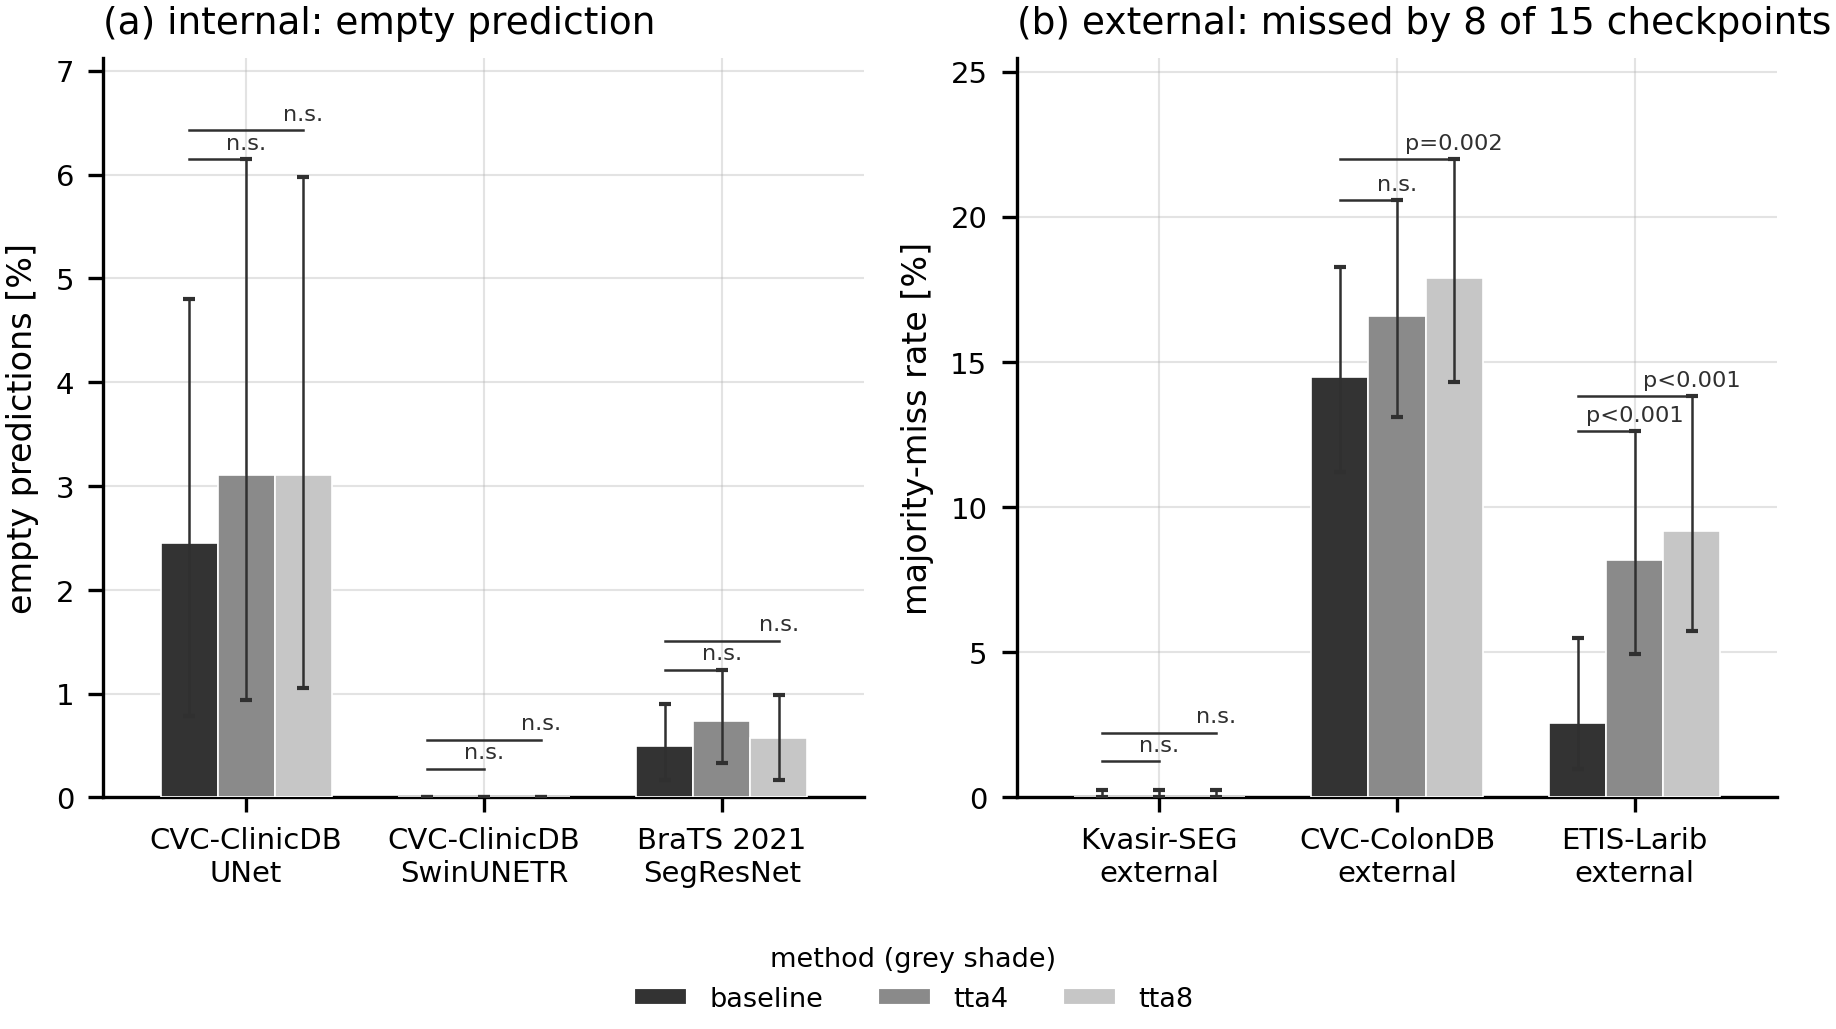 (a) internal: empty prediction
(b) external: missed by 8 of 15 checkpoints
empty predictions [%]
7
6
5
4
3
2
1
0
n.s.
n.s.
n.s.
n.s.
n.s.
n.s.
CVC-ClinicDB
UNet
CVC-ClinicDB
SwinUNETR
BraTS 2021
SegResNet
majority-miss rate [%]
25
20
15
10
5
0
n.s.
n.s.
p=0.002
n.s.
p<0.001
p<0.001
Kvasir-SEG
external
CVC-ColonDB
external
ETIS-Larib
external
method (grey shade)
baseline
tta4
tta8